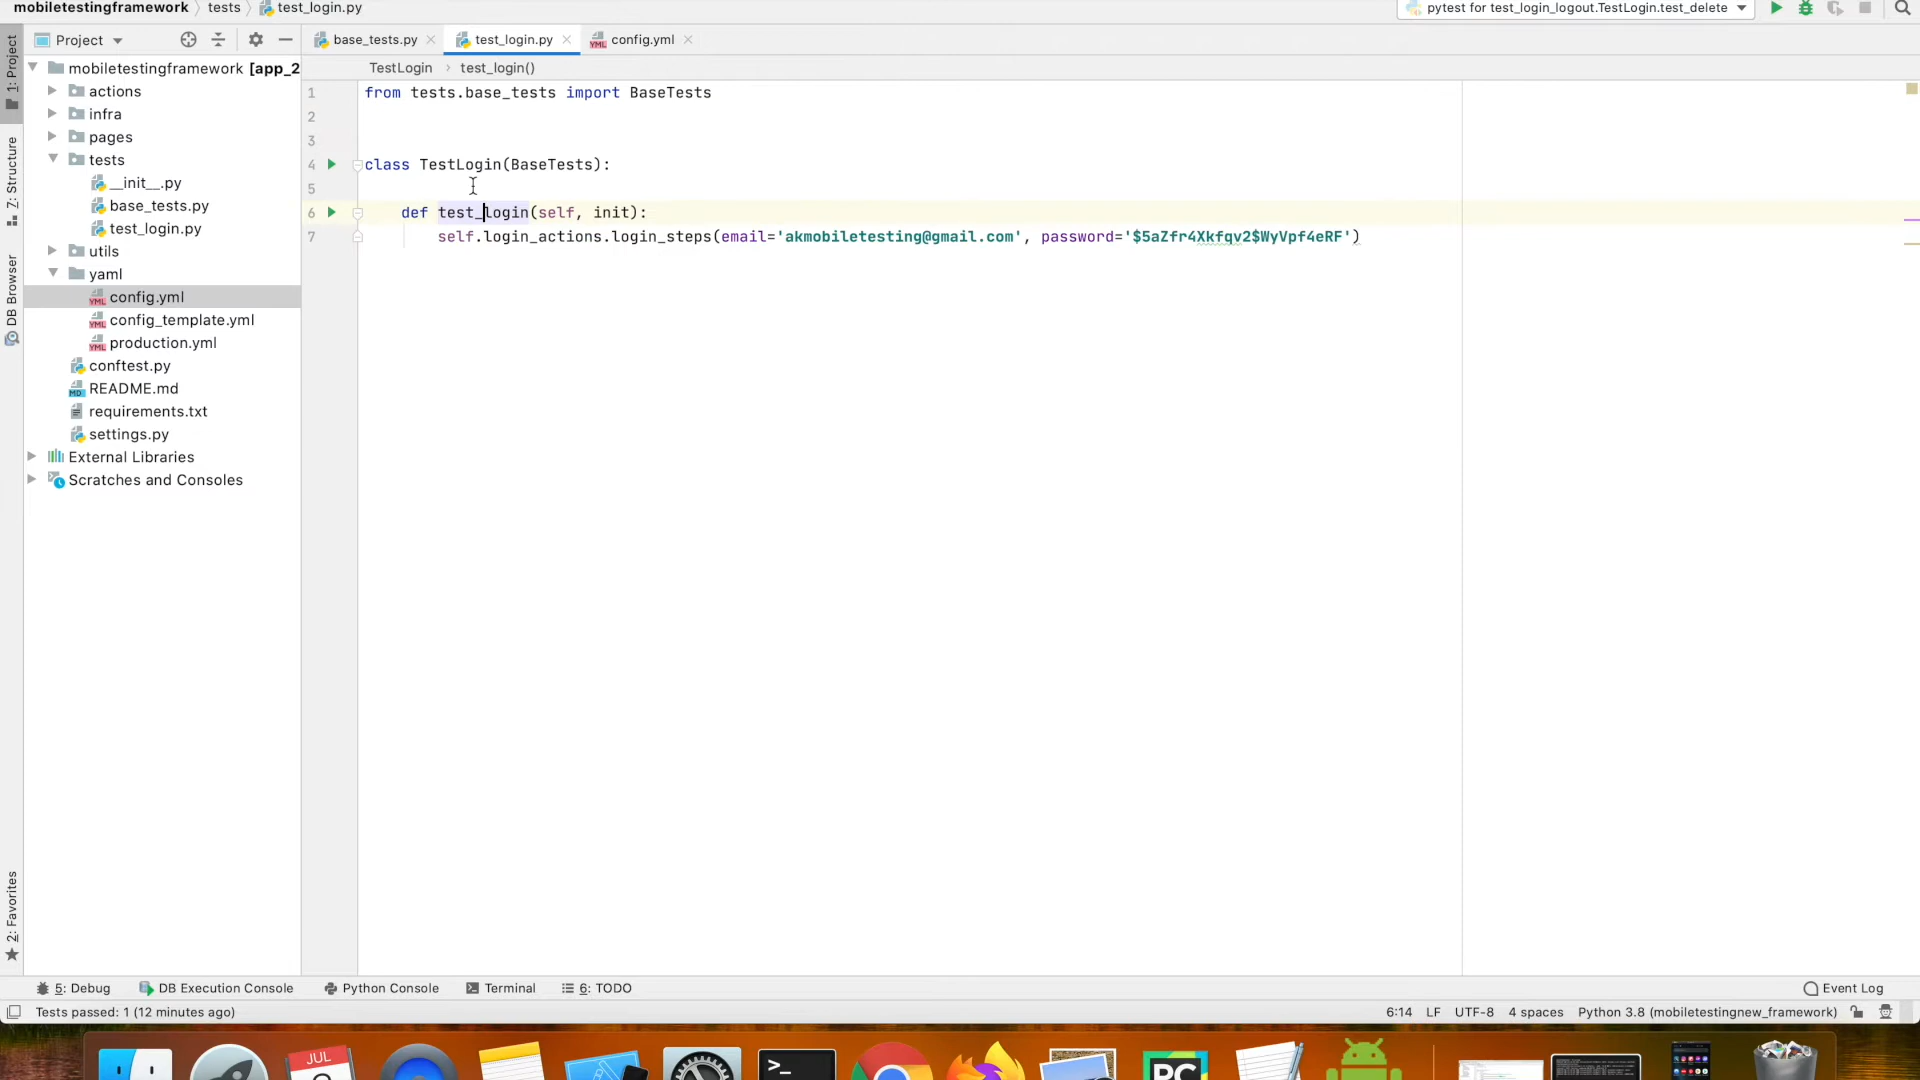 mobiletestingframework tests test_login.py
pytest for test_login_logout.TestLogin.test_delete
Project
base_tests.py
test_login.py
config.yml
TestLogin test_login()
1: Project
Z: Structure
DB Browser
2: Favorites
mobiletestingframework [app_2
actions
infra
pages
tests
__init__.py
base_tests.py
test_login.py
utils
yaml
config.yml
config_template.yml
production.yml
conftest.py
README.md
requirements.txt
settings.py
External Libraries
Scratches and Consoles
1 from tests.base_tests import BaseTests
2
3
4 class TestLogin(BaseTests):
5
6 def test_login(self, init):
7 self.login_actions.login_steps(email='akmobiletesting@gmail.com', password='$5aZfr4Xkfqv2$WyVpf4eRF')
5: Debug
DB Execution Console
Python Console
Terminal
6: TODO
Event Log
Tests passed: 1 (12 minutes ago)
6:14 LF UTF-8 4 spaces Python 3.8 (mobiletestingnew_framework)
JUL
>_
PC